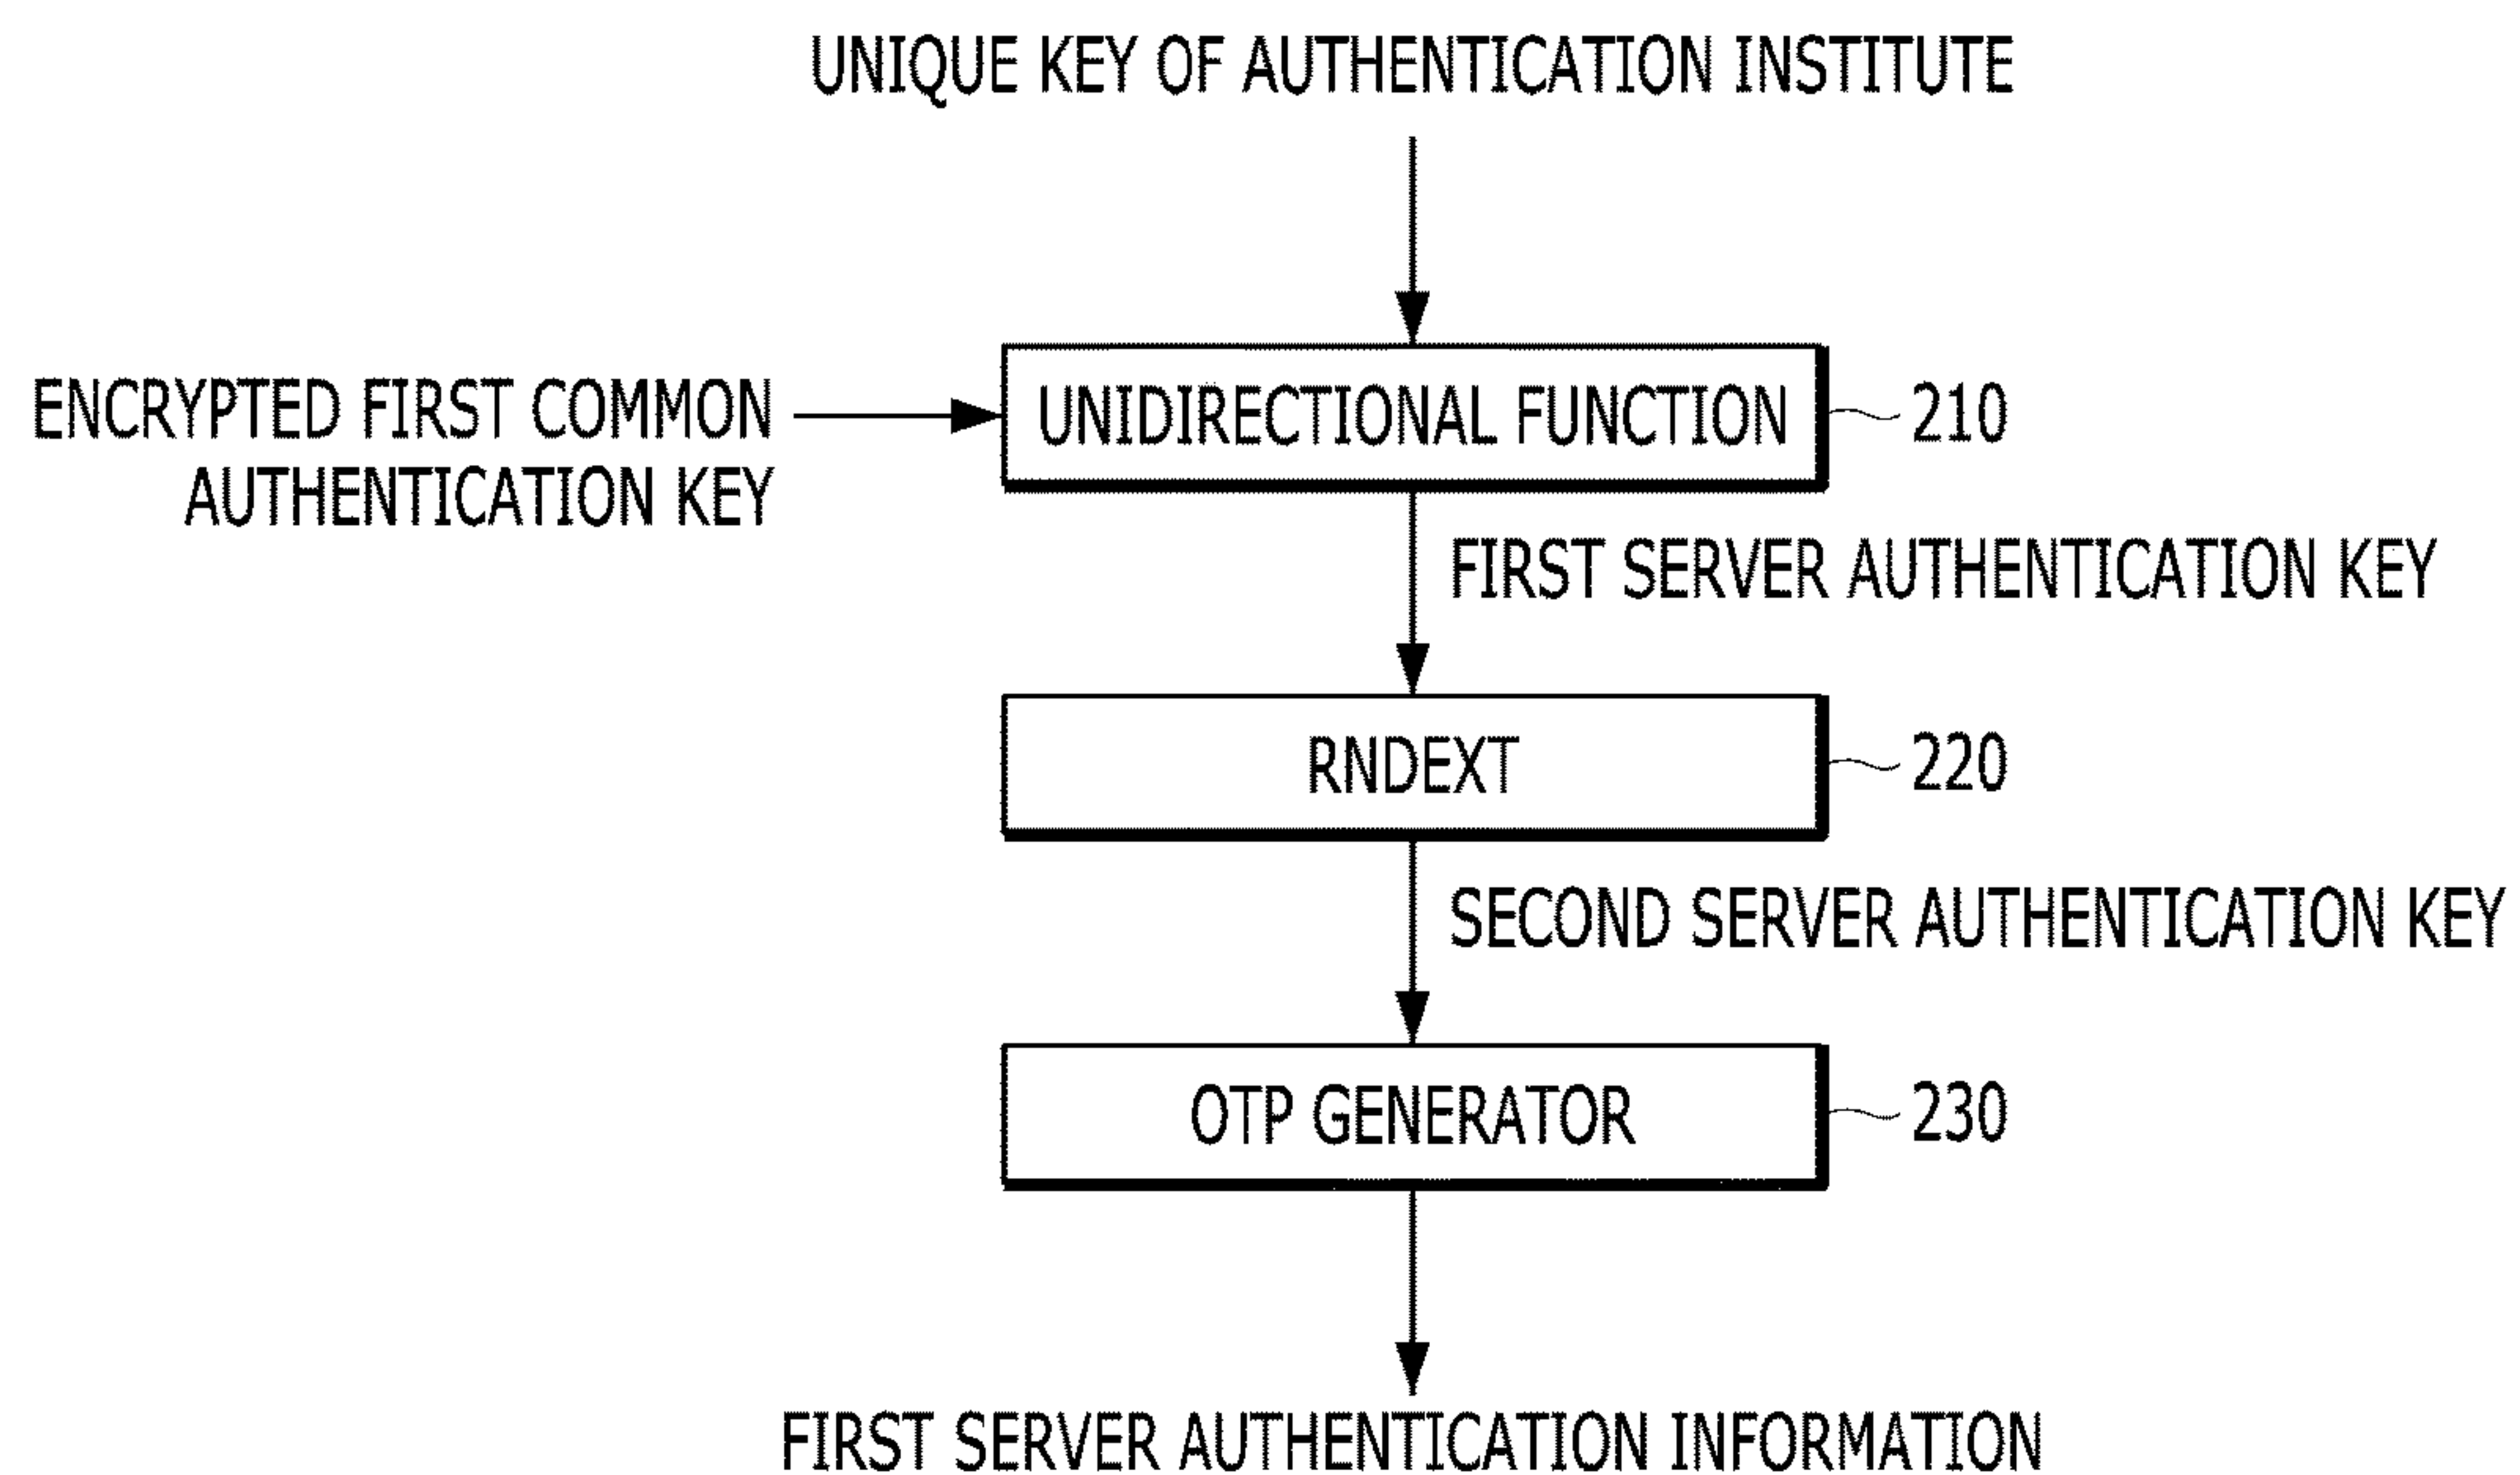 UNIQUE KEY OF AUTHENTICATION INSTITUTE
ENCRYPTED FIRST COMMON
AUTHENTICATION KEY
UNIDIRECTIONAL FUNCTION
210
FIRST SERVER AUTHENTICATION KEY
RNDEXT
220
SECOND SERVER AUTHENTICATION KEY
OTP GENERATOR
230
FIRST SERVER AUTHENTICATION INFORMATION